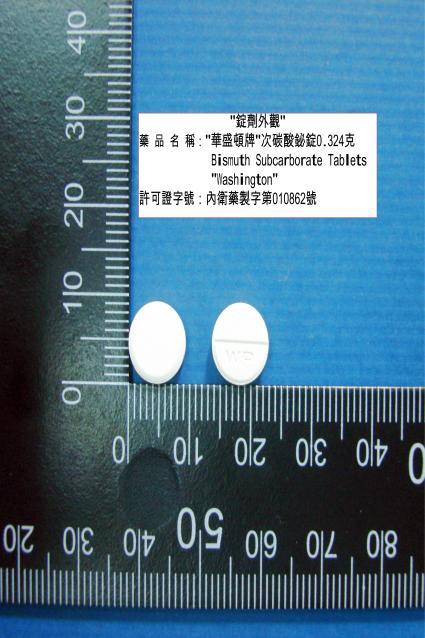 40
"錠劑外觀"
藥 品 名 稱："華盛頓牌"次碳酸鉍錠0.324克
Bismuth Subcarborate Tablets
"Washington"
許可證字號：內衛藥製字第010862號
30
20
10
WP
0
0 10 20 30 40 0
20 30 40 50 60 70 80